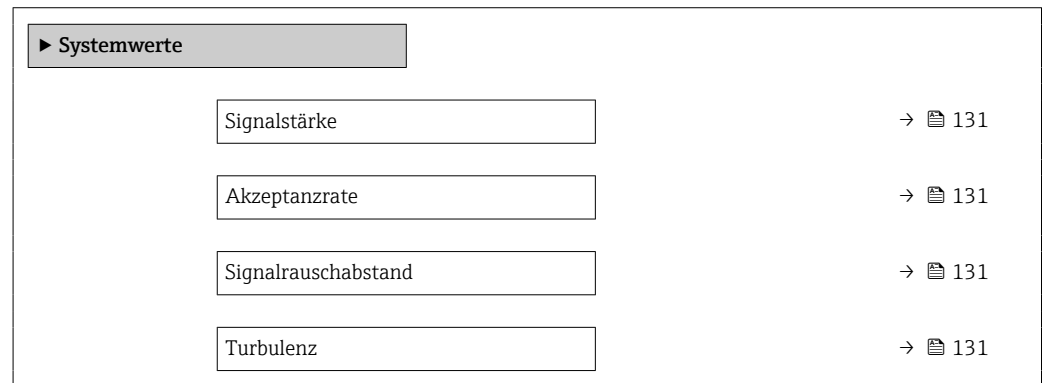 ▶ Systemwerte
Signalstärke → 131
Akzeptanzrate → 131
Signalrauschabstand → 131
Turbulenz → 131